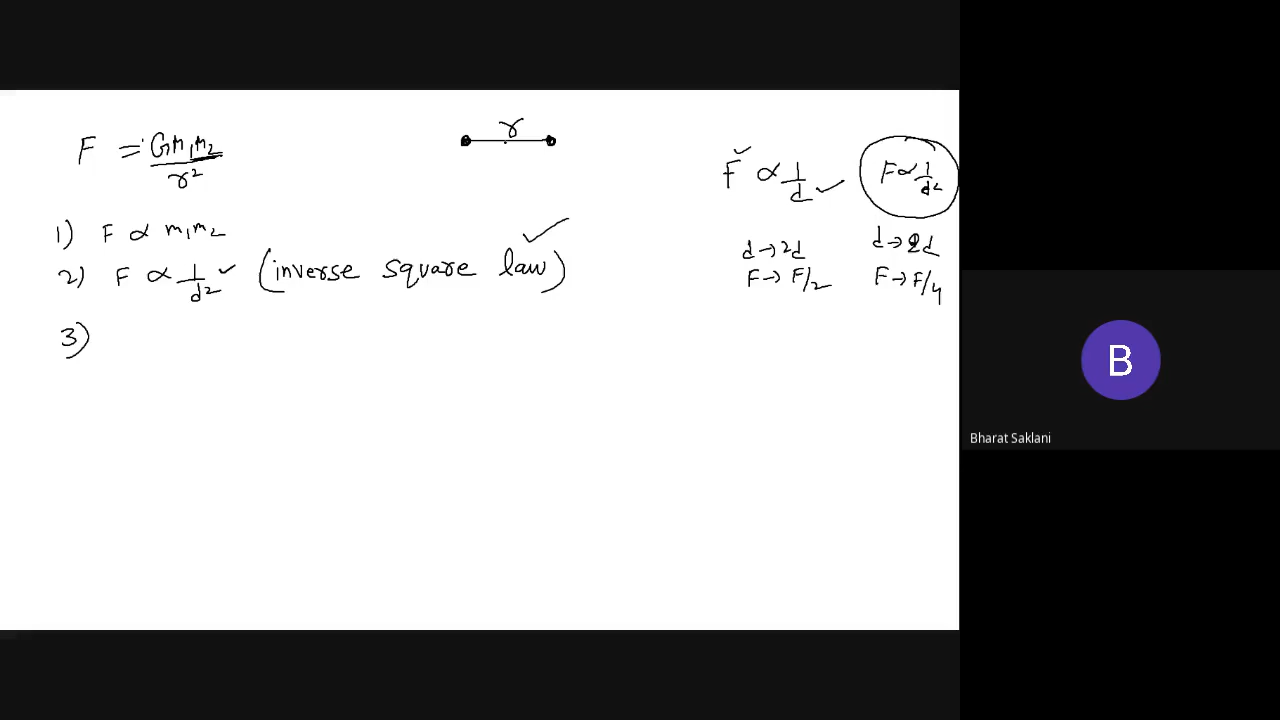 F = Gm₁m₂/r²
r
1) F ∝ m₁m₂
2) F ∝ 1/d² (inverse square law)
3)
F ∝ 1/d
d → 2d
F → F/2
F ∝ 1/d²
d → 2d
F → F/4
B
Bharat Saklani